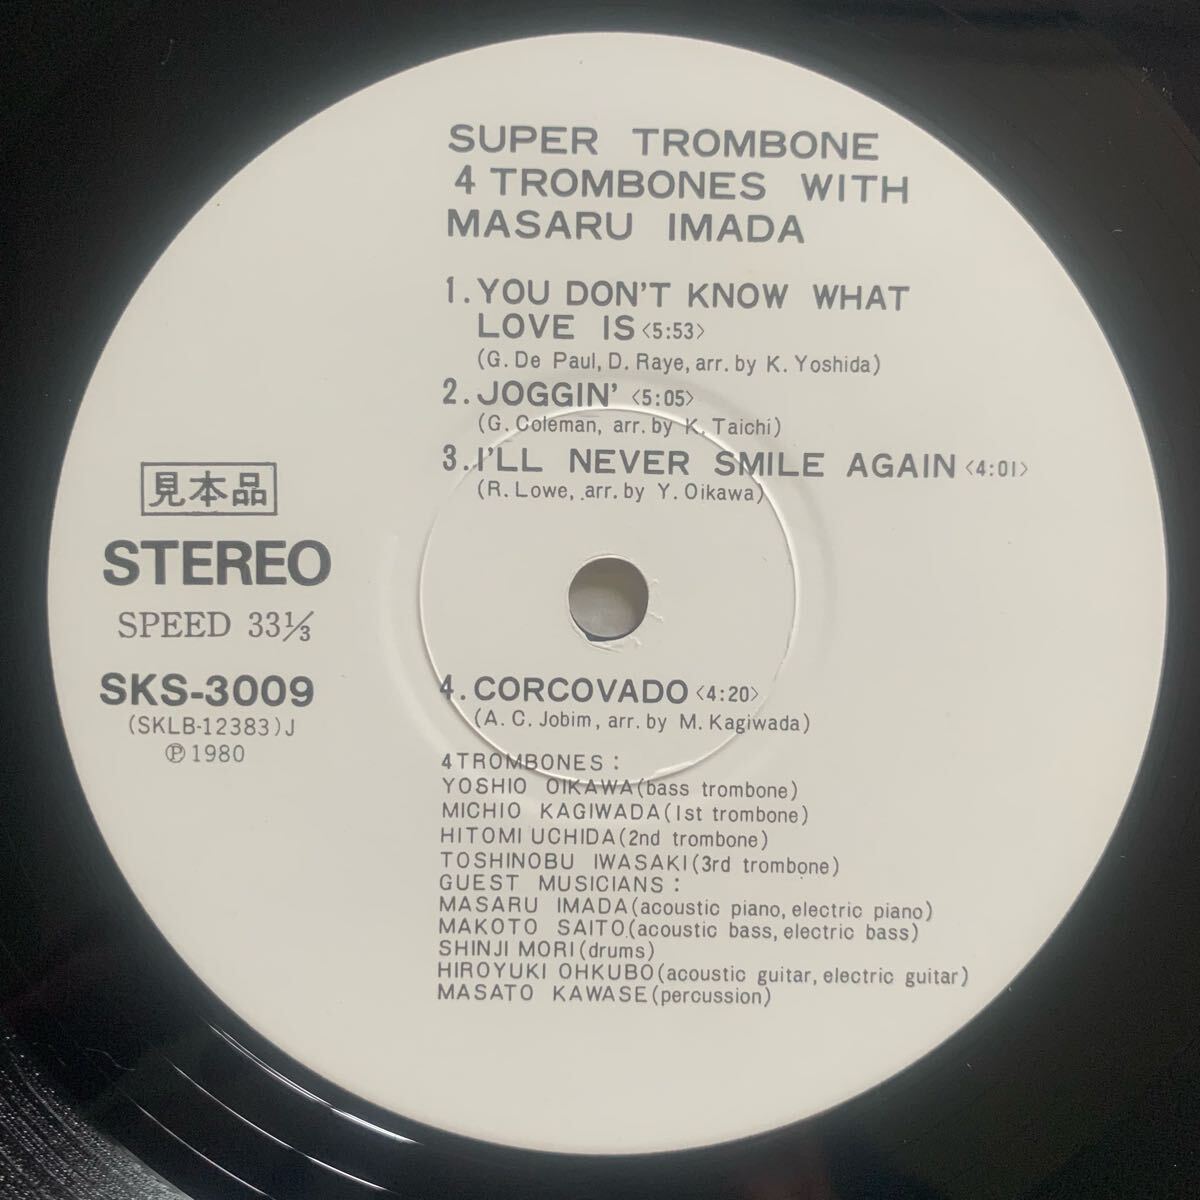 SUPER TROMBONE
4 TROMBONES WITH
MASARU IMADA
1. YOU DON'T KNOW WHAT
LOVE IS <5:53>
(G. De Paul, D. Raye, arr. by K. Yoshida)
2. JOGGIN' <5:05>
(G. Coleman, arr. by K. Taichi)
3. I'LL NEVER SMILE AGAIN <4:01>
(R. Lowe, arr. by Y. Oikawa)
見本品
STEREO
SPEED 33⅓
SKS-3009
(SKLB-12383) J
℗ 1980
4. CORCOVADO <4:20>
(A. C. Jobim, arr. by M. Kagiwada)
4 TROMBONES :
YOSHIO OIKAWA (bass trombone)
MICHIO KAGIWADA (1st trombone)
HITOMI UCHIDA (2nd trombone)
TOSHINOBU IWASAKI (3rd trombone)
GUEST MUSICIANS :
MASARU IMADA (acoustic piano, electric piano)
MAKOTO SAITO (acoustic bass, electric bass)
SHINJI MORI (drums)
HIROYUKI OHKUBO (acoustic guitar, electric guitar)
MASATO KAWASE (percussion)